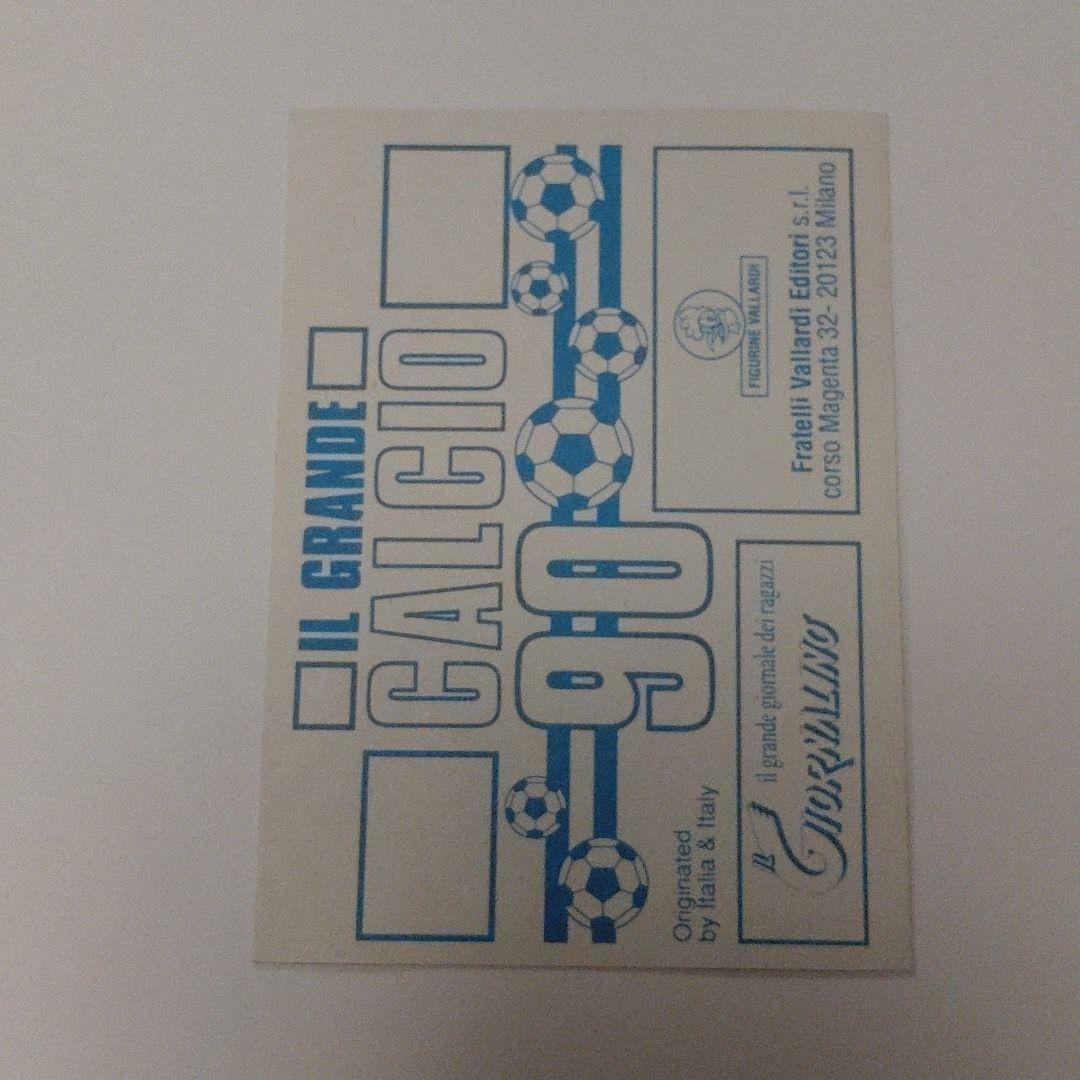 IL GRANDE
CALCIO
90
Originated
by Italia & Italy
il grande giornale dei ragazzi
IL GIORNALINO
FIGURINE VALLARDI
Fratelli Vallardi Editori s.r.l.
corso Magenta 32- 20123 Milano